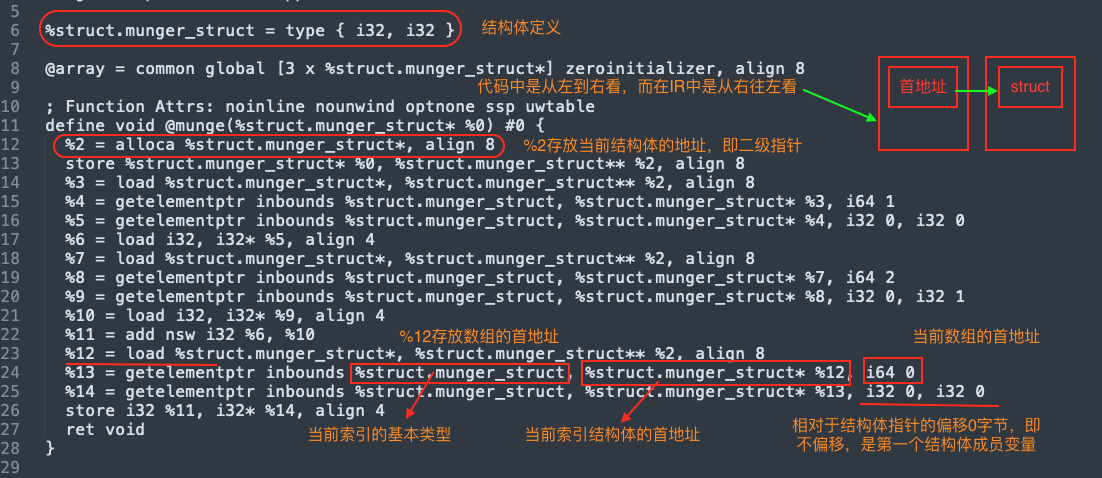 5
6 %struct.munger_struct = type { i32, i32 } 结构体定义
7
8 @array = common global [3 x %struct.munger_struct*] zeroinitializer, align 8
9 代码中是从左到右看，而在IR中是从右往左看
首地址 struct
10 ; Function Attrs: noinline nounwind optnone ssp uwtable
11 define void @munge(%struct.munger_struct* %0) #0 {
12 %2 = alloca %struct.munger_struct*, align 8 %2存放当前结构体的地址，即二级指针
13 store %struct.munger_struct* %0, %struct.munger_struct** %2, align 8
14 %3 = load %struct.munger_struct*, %struct.munger_struct** %2, align 8
15 %4 = getelementptr inbounds %struct.munger_struct, %struct.munger_struct* %3, i64 1
16 %5 = getelementptr inbounds %struct.munger_struct, %struct.munger_struct* %4, i32 0, i32 0
17 %6 = load i32, i32* %5, align 4
18 %7 = load %struct.munger_struct*, %struct.munger_struct** %2, align 8
19 %8 = getelementptr inbounds %struct.munger_struct, %struct.munger_struct* %7, i64 2
20 %9 = getelementptr inbounds %struct.munger_struct, %struct.munger_struct* %8, i32 0, i32 1
21 %10 = load i32, i32* %9, align 4
22 %11 = add nsw i32 %6, %10 %12存放数组的首地址 当前数组的首地址
23 %12 = load %struct.munger_struct*, %struct.munger_struct** %2, align 8
24 %13 = getelementptr inbounds %struct.munger_struct, %struct.munger_struct* %12, i64 0
25 %14 = getelementptr inbounds %struct.munger_struct, %struct.munger_struct* %13, i32 0, i32 0
26 store i32 %11, i32* %14, align 4
27 ret void
当前索引的基本类型 当前索引结构体的首地址
相对于结构体指针的偏移0字节，即
不偏移，是第一个结构体成员变量
28 }
29